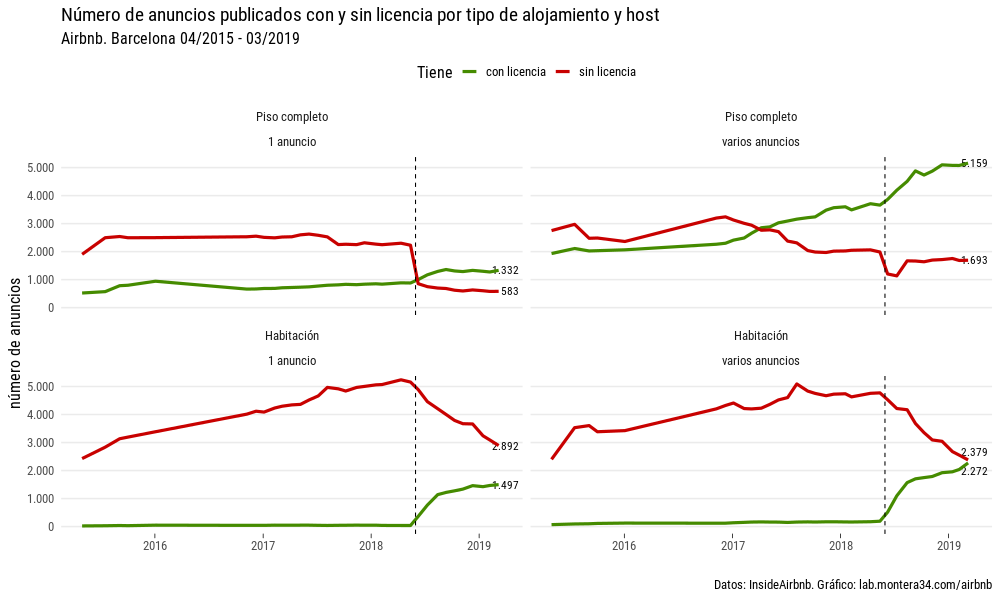 Número de anuncios publicados con y sin licencia por tipo de alojamiento y host
Airbnb. Barcelona 04/2015 - 03/2019
Tiene con licencia sin licencia
Piso completo
1 anuncio
Piso completo
varios anuncios
número de anuncios
5.000
4.000
3.000
2.000
1.000
0
1.332
583
5.159
1.693
Habitación
1 anuncio
Habitación
varios anuncios
5.000
4.000
3.000
2.000
1.000
0
2.892
1.497
2.379
2.272
2016 2017 2018 2019
2016 2017 2018 2019
Datos: InsideAirbnb. Gráfico: lab.montera34.com/airbnb